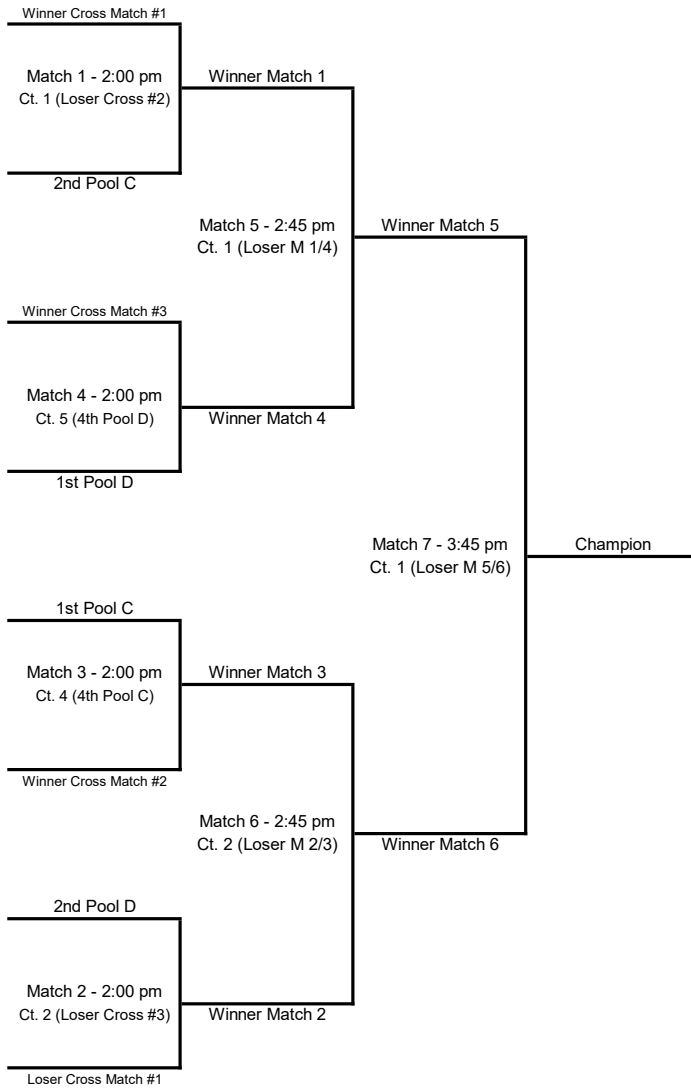 Winner Cross Match #1
Match 1 - 2:00 pm
Winner Match 1
Ct. 1 (Loser Cross #2)
2nd Pool C
Match 5 - 2:45 pm
Winner Match 5
Ct. 1 (Loser M 1/4)
Winner Cross Match #3
Match 4 - 2:00 pm
Ct. 5 (4th Pool D)
Winner Match 4
1st Pool D
Match 7 - 3:45 pm
Champion
Ct. 1 (Loser M 5/6)
1st Pool C
Match 3 - 2:00 pm
Winner Match 3
Ct. 4 (4th Pool C)
Winner Cross Match #2
Match 6 - 2:45 pm
Ct. 2 (Loser M 2/3)
Winner Match 6
2nd Pool D
Match 2 - 2:00 pm
Ct. 2 (Loser Cross #3)
Winner Match 2
Loser Cross Match #1